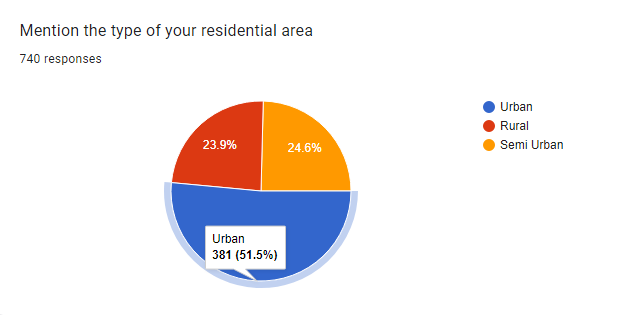 Mention the type of your residential area
740 responses
23.9%
24.6%
Urban
381 (51.5%)
Urban
Rural
Semi Urban